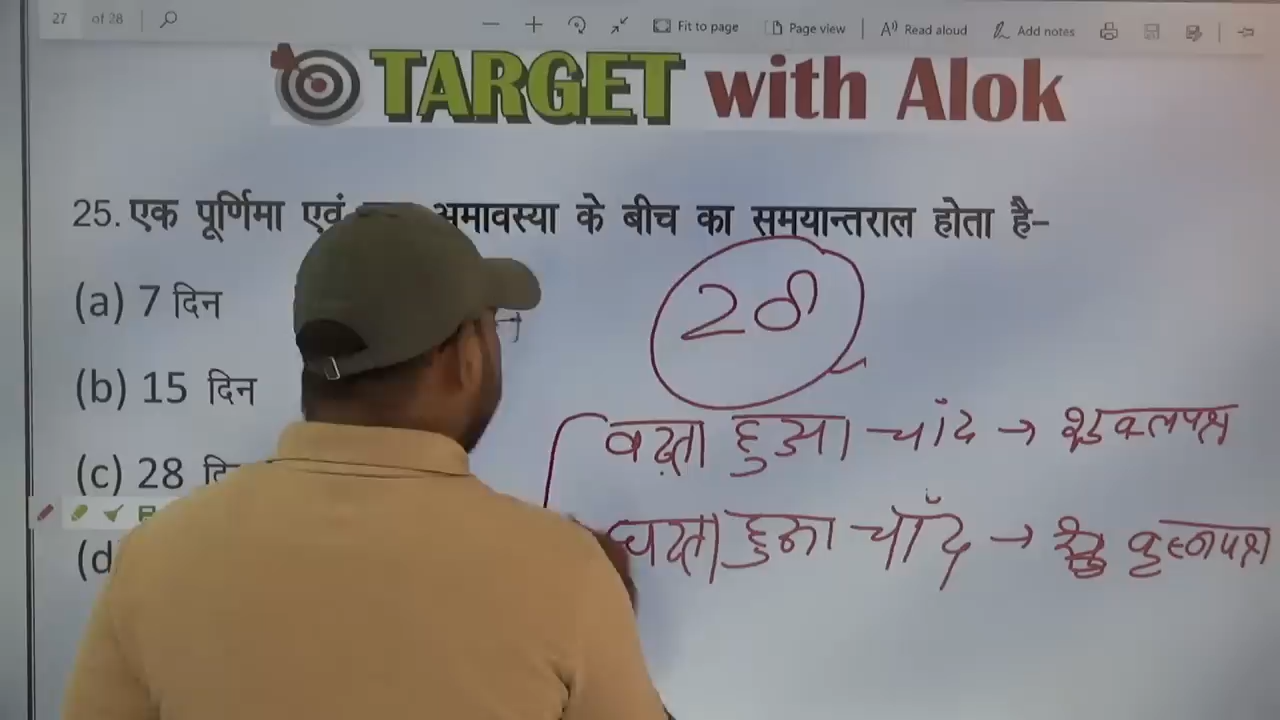 27 of 28 Fit to page Page view Read aloud Add notes
TARGET with Alok
25. एक पूर्णिमा एवं अमावस्या के बीच का समयान्तराल होता है-
(a) 7 दिन
28
(b) 15 दिन
बढ़ता हुआ चाँद → शुक्लपक्ष
(c) 28
घटता हुआ चाँद → कृष्नपक्ष
(d)